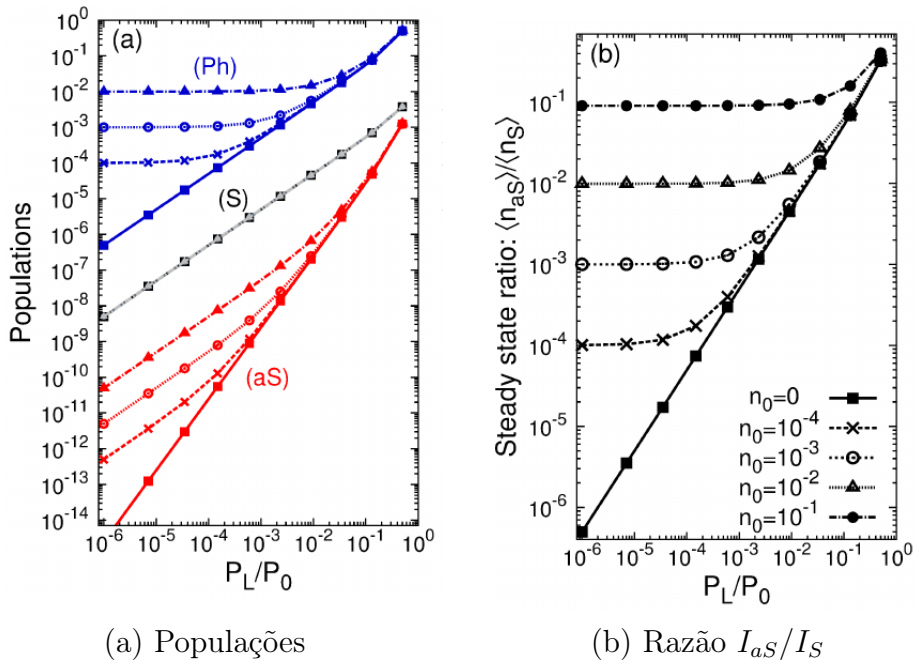 (a)
(Ph)
(S)
(aS)
Populations
10^0
10^-1
10^-2
10^-3
10^-4
10^-5
10^-6
10^-7
10^-8
10^-9
10^-10
10^-11
10^-12
10^-13
10^-14
10^-6 10^-5 10^-4 10^-3 10^-2 10^-1 10^0
P_L/P_0
(a) Populações
(b)
Steady state ratio: ⟨n_aS⟩/⟨n_S⟩
10^-1
10^-2
10^-3
10^-4
10^-5
10^-6
n_0=0
n_0=10^-4
n_0=10^-3
n_0=10^-2
n_0=10^-1
10^-6 10^-5 10^-4 10^-3 10^-2 10^-1 10^0
P_L/P_0
(b) Razão I_aS/I_S